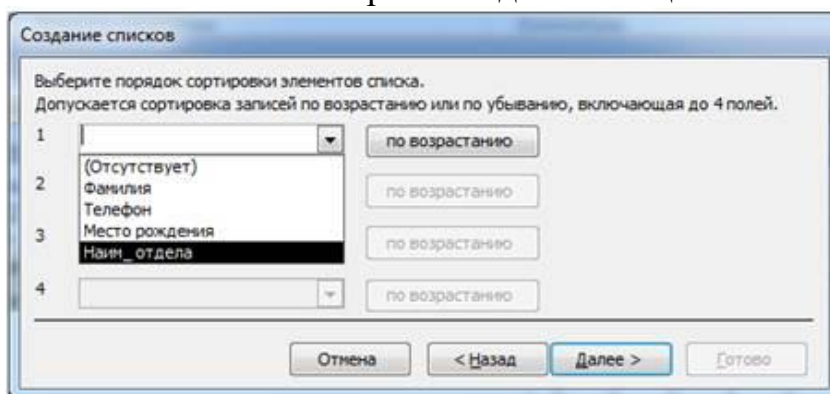 Создание списков
Выберите порядок сортировки элементов списка.
Допускается сортировка записей по возрастанию или по убыванию, включающая до 4 полей.
1 по возрастанию
(Отсутствует)
Фамилия
Телефон
Место рождения
Наим_отдела
2 по возрастанию
3 по возрастанию
4 по возрастанию
Отмена < Назад Далее > Готово